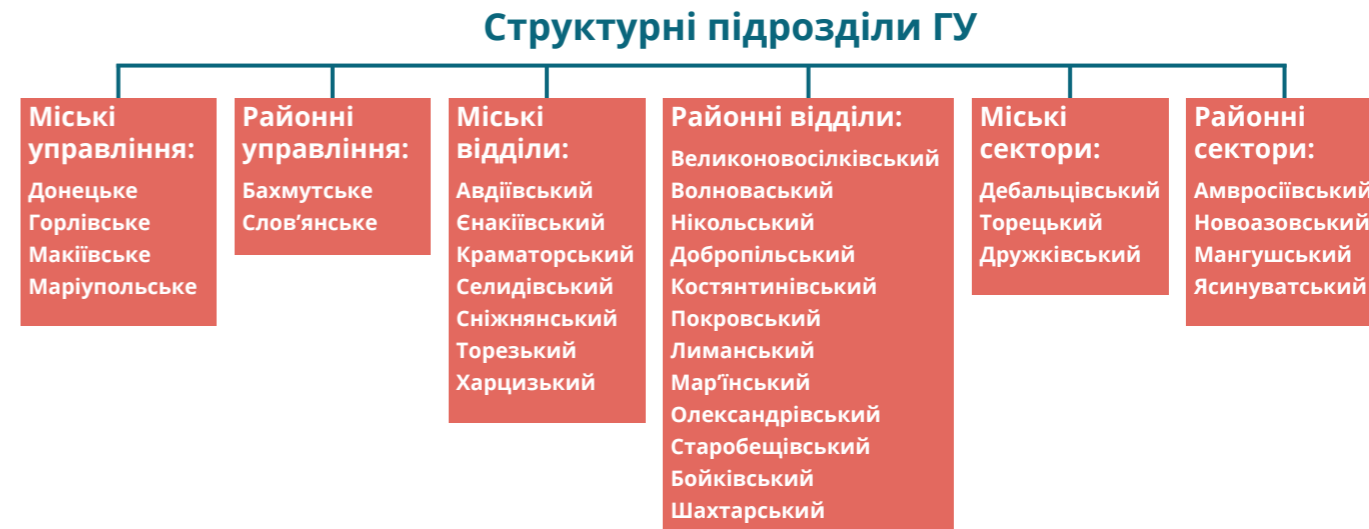 Структурні підрозділи ГУ
Міські
управління:
Донецьке
Горлівське
Макіївське
Маріупольське
Районні
управління:
Бахмутське
Слов’янське
Міські
відділи:
Авдіївський
Єнакіївський
Краматорський
Селидівський
Сніжнянський
Торезький
Харцизький
Районні відділи:
Великоновосілківський
Волноваський
Нікольський
Добропільський
Костянтинівський
Покровський
Лиманський
Мар’їнський
Олександрівський
Старобещівський
Бойківський
Шахтарський
Міські
сектори:
Дебальцівський
Торецький
Дружківський
Районні
сектори:
Амвросіївський
Новоазовський
Мангушський
Ясинуватський